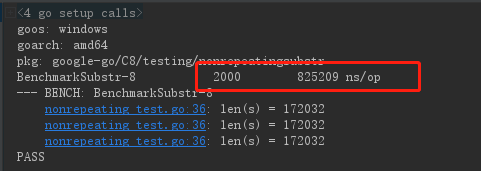 <4 go setup calls>
goos: windows
goarch: amd64
pkg: google-go/C8/testing/nonrepeatingsubstr
BenchmarkSubstr-8 2000 825209 ns/op
--- BENCH: BenchmarkSubstr-8
nonrepeating_test.go:36: len(s) = 172032
nonrepeating_test.go:36: len(s) = 172032
nonrepeating_test.go:36: len(s) = 172032
PASS